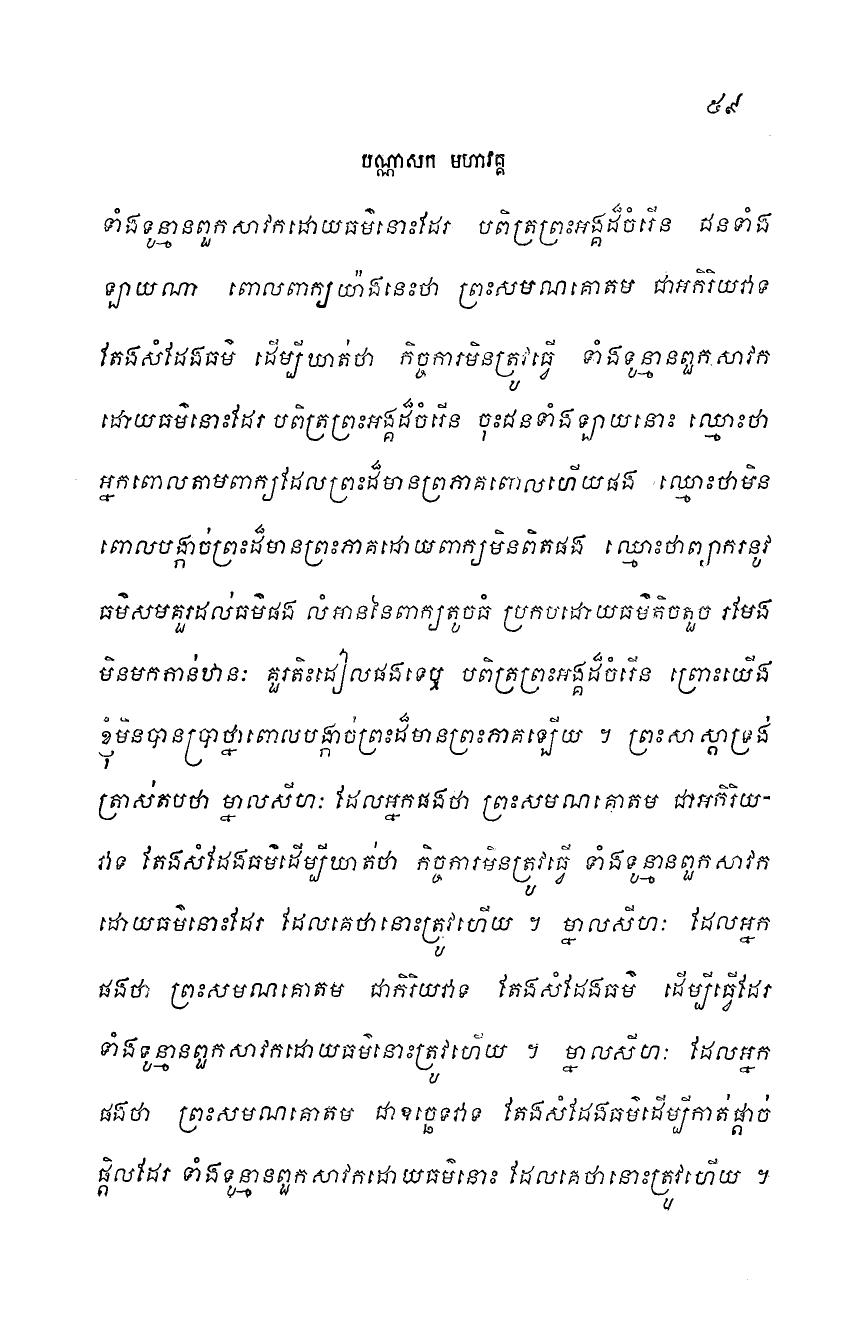 ៥៩
បណ្ណាសក មហាវគ្គ
ទាំងទូន្មានពួកសាវកដោយធម៌នោះដែរ បពិត្រព្រះអង្គដ៏ចំរើន ជនទាំង
ឡាយណា ពោលពាក្យយ៉ាងនេះថា ព្រះសមណគោតម ជាអកិរិយវាទ
តែងសំដែងធម៌ ដើម្បីឃាត់ថា កិច្ចការមិនត្រូវធ្វើ ទាំងទូន្មានពួកសាវក
ដោយធម៌នោះដែរ បពិត្រព្រះអង្គដ៏ចំរើន ចុះជនទាំងឡាយនោះ ឈ្មោះថា
អ្នកពោលតាមពាក្យដែលព្រះដ៏មានព្រភាគពោលហើយផង ឈ្មោះថាមិន
ពោលបង្កាច់ព្រះដ៏មានព្រះភាគដោយពាក្យមិនពិតផង ឈ្មោះថាព្យាករនូវ
ធម៌សមគួរដល់ធម៌ផង លំអាននៃពាក្យតូចធំ ប្រកបដោយធម៌តិចតួច រមែង
មិនមកកាន់ឋានៈ គួរតិះដៀលផងទេឬ បពិត្រព្រះអង្គដ៏ចំរើន ព្រោះយើង
ខ្ញុំមិនបានប្រាថ្នាពោលបង្កាច់ព្រះដ៏មានព្រះភាគឡើយ ។ ព្រះសាស្តាទ្រង់
ត្រាស់តបថា ម្នាលសីហៈ ដែលអ្នកផងថា ព្រះសមណគោតម ជាអកិរិយ-
វាទ តែងសំដែងធម៌ដើម្បីឃាត់ថា កិច្ចការមិនត្រូវធ្វើ ទាំងទូន្មានពួកសាវក
ដោយធម៌នោះដែរ ដែលគេថានោះត្រូវហើយ ។ ម្នាលសីហៈ ដែលអ្នក
ផងថា ព្រះសមណគោតម ជាកិរិយវាទ តែងសំដែងធម៌ ដើម្បីធ្វើដែរ
ទាំងទូន្មានពួកសាវកដោយធម៌នោះត្រូវហើយ ។ ម្នាលសីហៈ ដែលអ្នក
ផងថា ព្រះសមណគោតម ជាឧច្ឆេទវាទ តែងសំដែងធម៌ដើម្បីកាត់ផ្តាច់
ផ្តិលដែរ ទាំងទូន្មានពួកសាវកដោយធម៌នោះ ដែលគេថានោះត្រូវហើយ ។